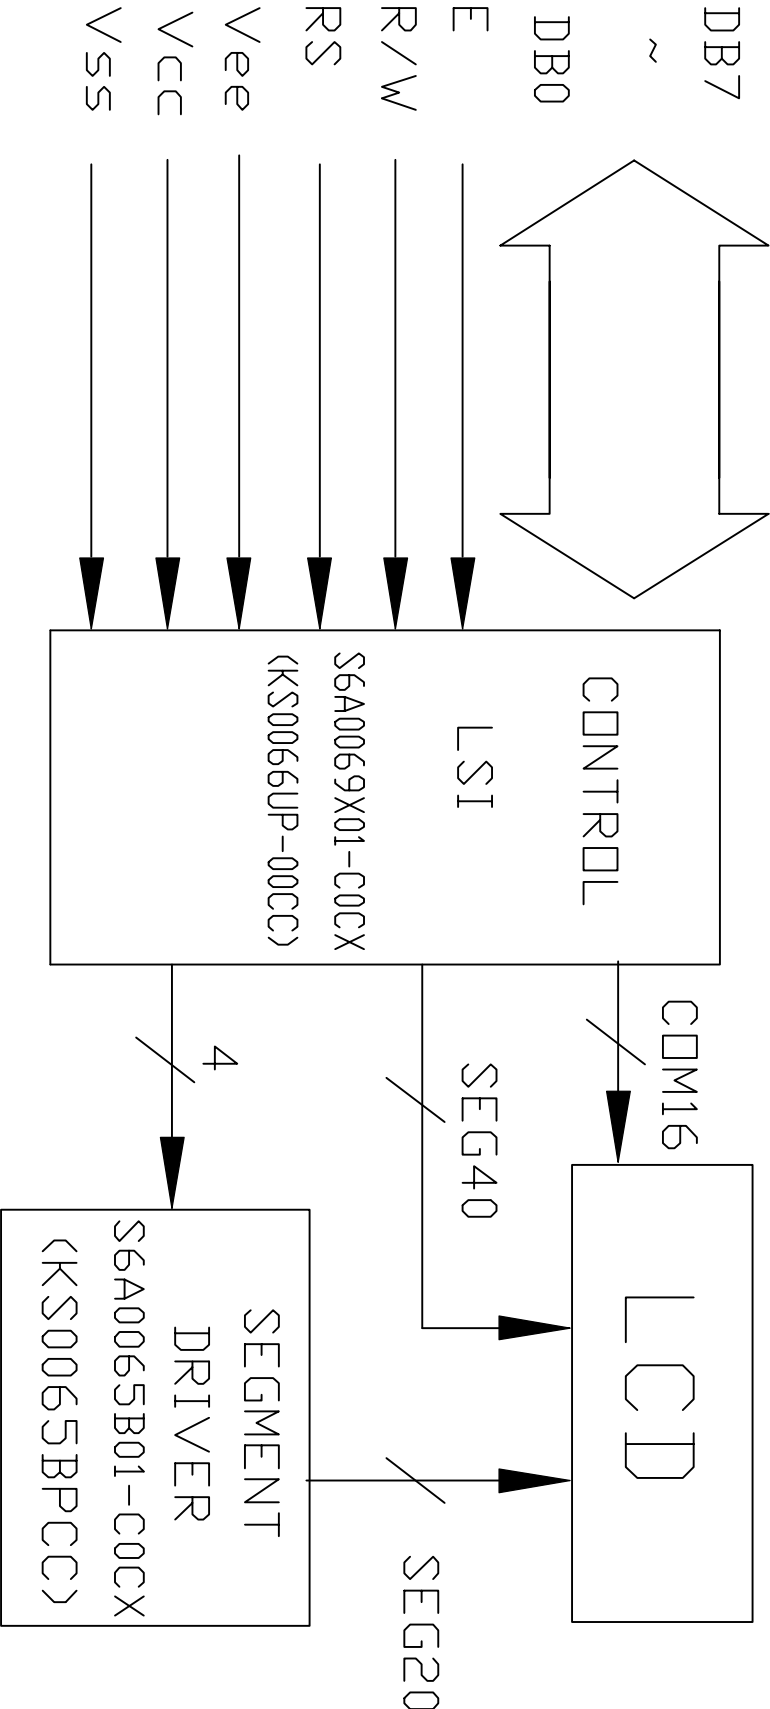 DB7
~
DB0
E
R/W
RS
Vee
Vcc
Vss
CONTROL
LSI
S6A0069X01-C0CX
(KS0066UP-00CC)
COM16
SEG40
4
LCD
SEGMENT
DRIVER
S6A0065B01-C0CX
(KS0065BPCC)
SEG20